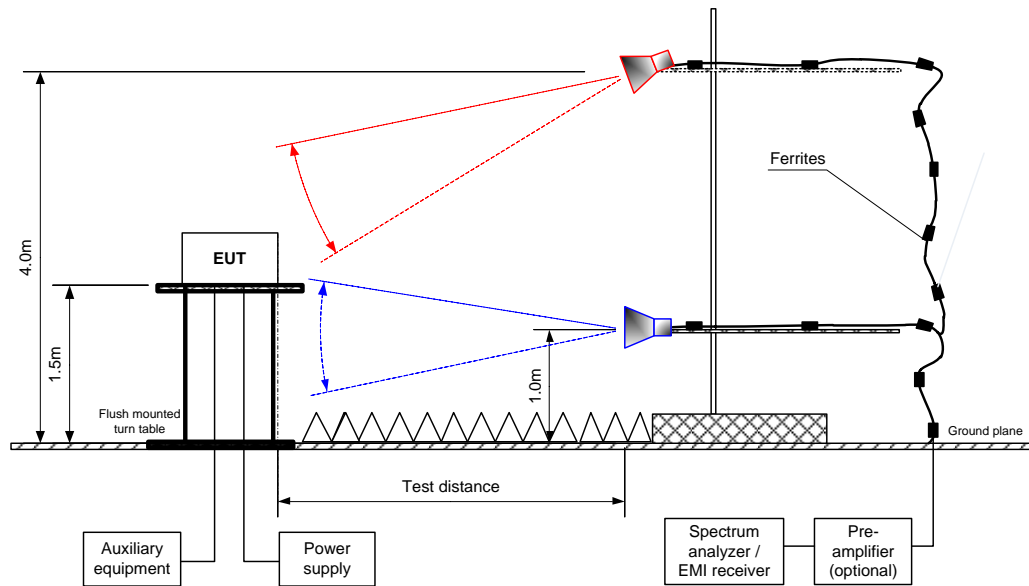 4.0m
Ferrites
EUT
1.5m
1.0m
Flush mounted
turn table
Ground plane
Test distance
Auxiliary
equipment
Power
supply
Spectrum
analyzer /
EMI receiver
Pre-
amplifier
(optional)